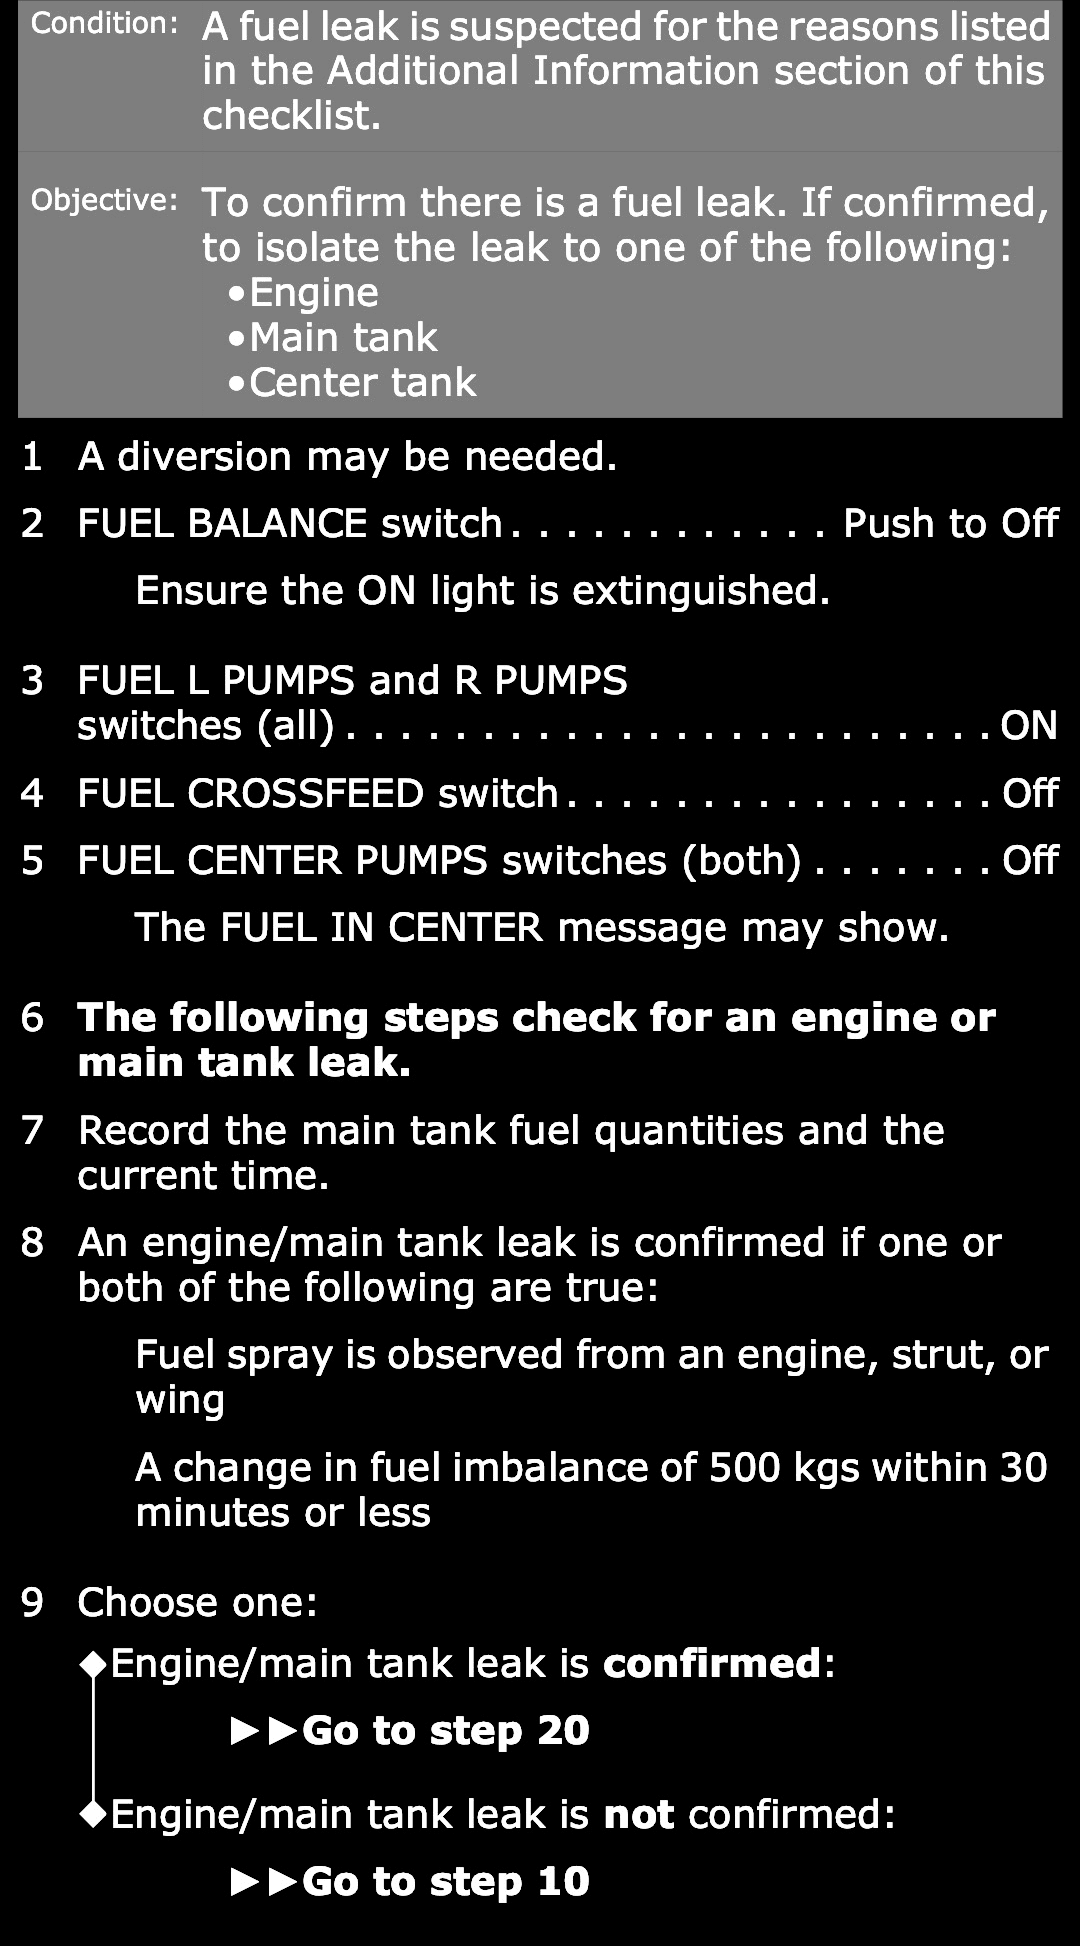 Condition: A fuel leak is suspected for the reasons listed
in the Additional Information section of this
checklist.
Objective: To confirm there is a fuel leak. If confirmed,
to isolate the leak to one of the following:
•Engine
•Main tank
•Center tank
1 A diversion may be needed.
2 FUEL BALANCE switch. . . . . . . . . . . . Push to Off
Ensure the ON light is extinguished.
3 FUEL L PUMPS and R PUMPS
switches (all) . . . . . . . . . . . . . . . . . . . . . . . . ON
4 FUEL CROSSFEED switch. . . . . . . . . . . . . . . . Off
5 FUEL CENTER PUMPS switches (both) . . . . . . . Off
The FUEL IN CENTER message may show.
6 The following steps check for an engine or
main tank leak.
7 Record the main tank fuel quantities and the
current time.
8 An engine/main tank leak is confirmed if one or
both of the following are true:
Fuel spray is observed from an engine, strut, or
wing
A change in fuel imbalance of 500 kgs within 30
minutes or less
9 Choose one:
◆Engine/main tank leak is confirmed:
►►Go to step 20
◆Engine/main tank leak is not confirmed:
►►Go to step 10